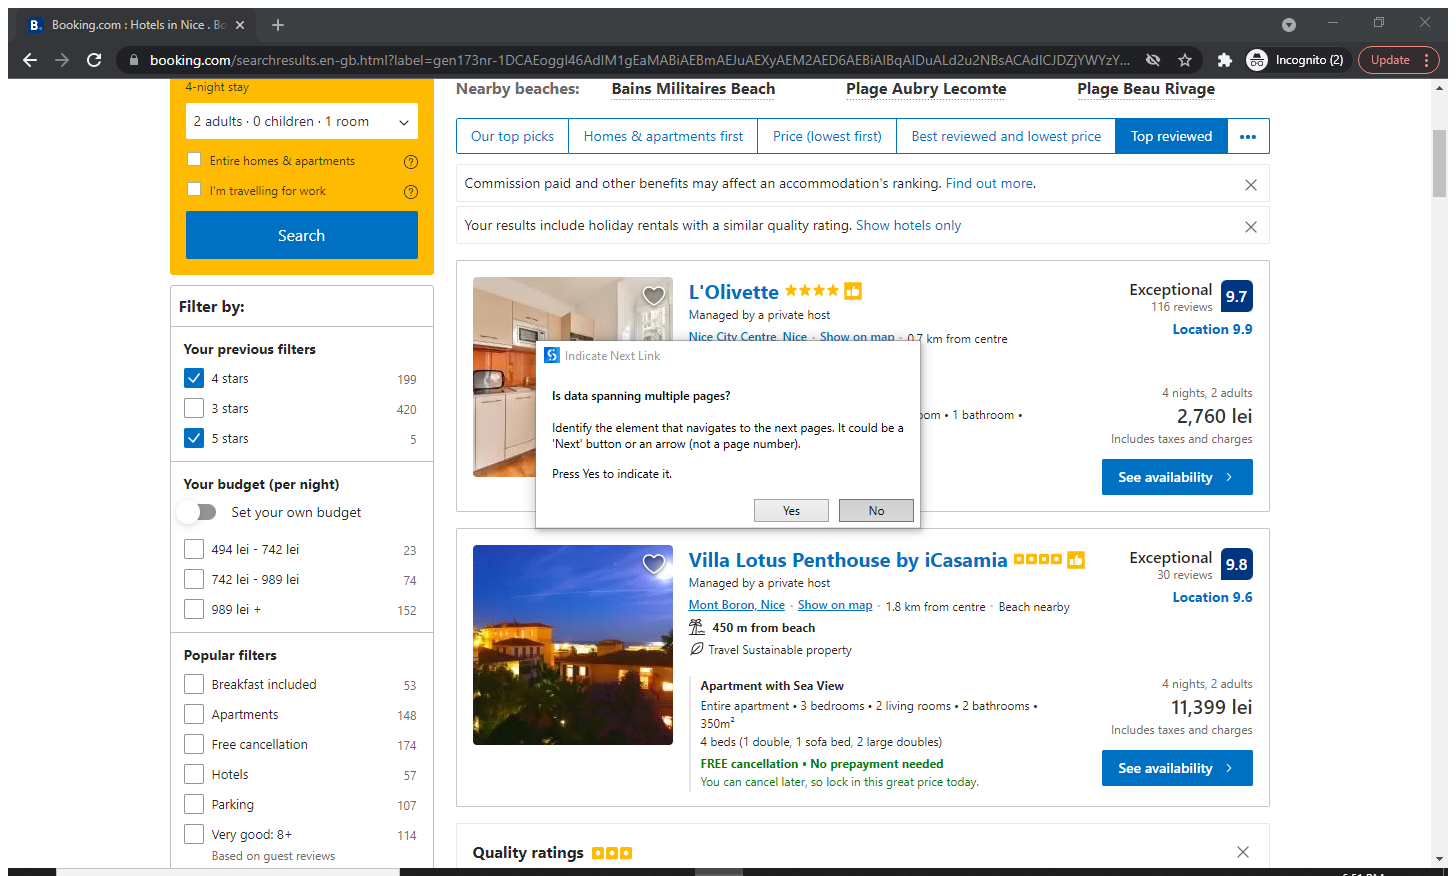 B. Booking.com : Hotels in Nice . Bo
booking.com/searchresults.en-gb.html?label=gen173nr-1DCAEoggI46AdIM1gEaMABiAEBmAEJuAEXyAEM2AED6AEBiAIBqAIDuALd2u2NBsACAdICJDZjYWYzY...
Incognito (2)
Update
4-night stay
2 adults · 0 children · 1 room
Entire homes & apartments
I'm travelling for work
Search
Filter by:
Your previous filters
4 stars 199
3 stars 420
5 stars 5
Your budget (per night)
Set your own budget
494 lei - 742 lei 23
742 lei - 989 lei 74
989 lei + 152
Popular filters
Breakfast included 53
Apartments 148
Free cancellation 174
Hotels 57
Parking 107
Very good: 8+ 114
Based on guest reviews
Nearby beaches: Bains Militaires Beach Plage Aubry Lecomte Plage Beau Rivage
Our top picks Homes & apartments first Price (lowest first) Best reviewed and lowest price Top reviewed •••
Commission paid and other benefits may affect an accommodation's ranking. Find out more.
Your results include holiday rentals with a similar quality rating. Show hotels only
L'Olivette
Managed by a private host
Nice City Centre, Nice · Show on map · 0.7 km from centre
Exceptional 9.7
116 reviews
Location 9.9
• 1 bathroom •
4 nights, 2 adults
2,760 lei
Includes taxes and charges
See availability
Indicate Next Link
Is data spanning multiple pages?
Identify the element that navigates to the next pages. It could be a
'Next' button or an arrow (not a page number).
Press Yes to indicate it.
Yes No
Villa Lotus Penthouse by iCasamia
Managed by a private host
Mont Boron, Nice · Show on map · 1.8 km from centre · Beach nearby
450 m from beach
Travel Sustainable property
Exceptional 9.8
30 reviews
Location 9.6
Apartment with Sea View
Entire apartment • 3 bedrooms • 2 living rooms • 2 bathrooms •
350m²
4 beds (1 double, 1 sofa bed, 2 large doubles)
FREE cancellation • No prepayment needed
You can cancel later, so lock in this great price today.
4 nights, 2 adults
11,399 lei
Includes taxes and charges
See availability
Quality ratings